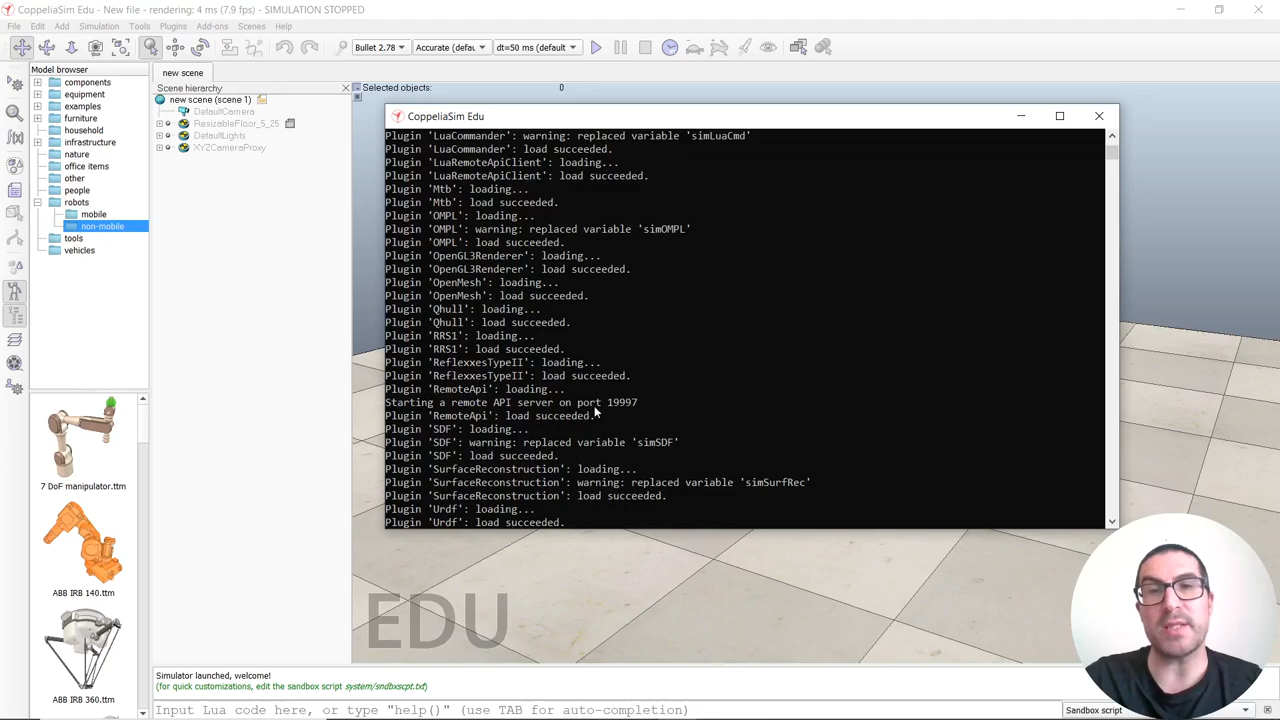 CoppeliaSim Edu - New file - rendering: 4 ms (7.9 fps) - SIMULATION STOPPED
File Edit Add Simulation Tools Plugins Add-ons Scenes Help
Bullet 2.78 Accurate (defau dt=50 ms (default
Model browser
components
equipment
examples
furniture
household
infrastructure
nature
office items
other
people
robots
mobile
non-mobile
tools
vehicles
7 DoF manipulator.ttm
ABB IRB 140.ttm
ABB IRB 360.ttm
new scene
Scene hierarchy
new scene (scene 1)
DefaultCamera
ResizableFloor_5_25
DefaultLights
XYZCameraProxy
Selected objects: 0
CoppeliaSim Edu
Plugin 'LuaCommander': warning: replaced variable 'simLuaCmd'
Plugin 'LuaCommander': load succeeded.
Plugin 'LuaRemoteApiClient': loading...
Plugin 'LuaRemoteApiClient': load succeeded.
Plugin 'Mtb': loading...
Plugin 'Mtb': load succeeded.
Plugin 'OMPL': loading...
Plugin 'OMPL': warning: replaced variable 'simOMPL'
Plugin 'OMPL': load succeeded.
Plugin 'OpenGL3Renderer': loading...
Plugin 'OpenGL3Renderer': load succeeded.
Plugin 'OpenMesh': loading...
Plugin 'OpenMesh': load succeeded.
Plugin 'Qhull': loading...
Plugin 'Qhull': load succeeded.
Plugin 'RRS1': loading...
Plugin 'RRS1': load succeeded.
Plugin 'ReflexxesTypeII': loading...
Plugin 'ReflexxesTypeII': load succeeded.
Plugin 'RemoteApi': loading...
Starting a remote API server on port 19997
Plugin 'RemoteApi': load succeeded.
Plugin 'SDF': loading...
Plugin 'SDF': warning: replaced variable 'simSDF'
Plugin 'SDF': load succeeded.
Plugin 'SurfaceReconstruction': loading...
Plugin 'SurfaceReconstruction': warning: replaced variable 'simSurfRec'
Plugin 'SurfaceReconstruction': load succeeded.
Plugin 'Urdf': loading...
Plugin 'Urdf': load succeeded.
EDU
Simulator launched, welcome!
(for quick customizations, edit the sandbox script system/sndbxscpt.txt)
Input Lua code here, or type "help()" (use TAB for auto-completion)
Sandbox script